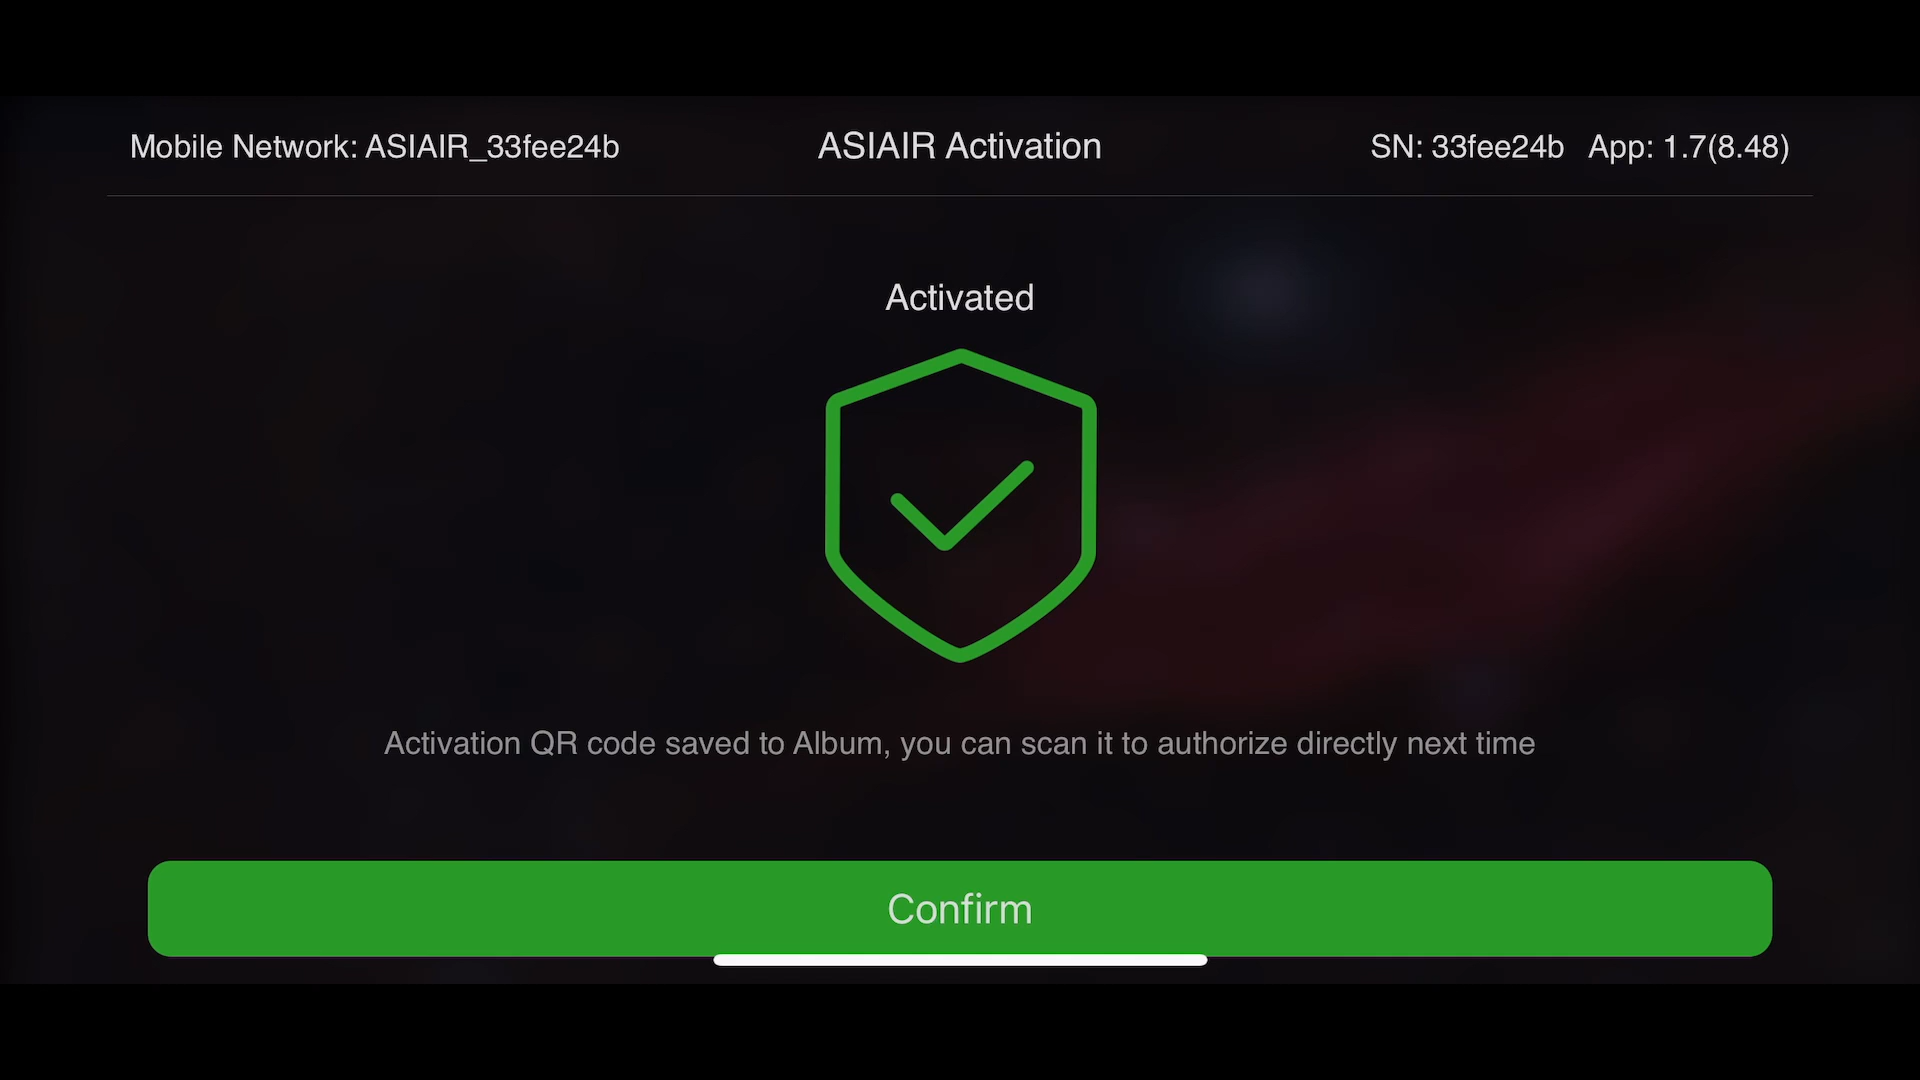 Mobile Network: ASIAIR_33fee24b ASIAIR Activation SN: 33fee24b App: 1.7(8.48)
Activated
Activation QR code saved to Album, you can scan it to authorize directly next time
Confirm